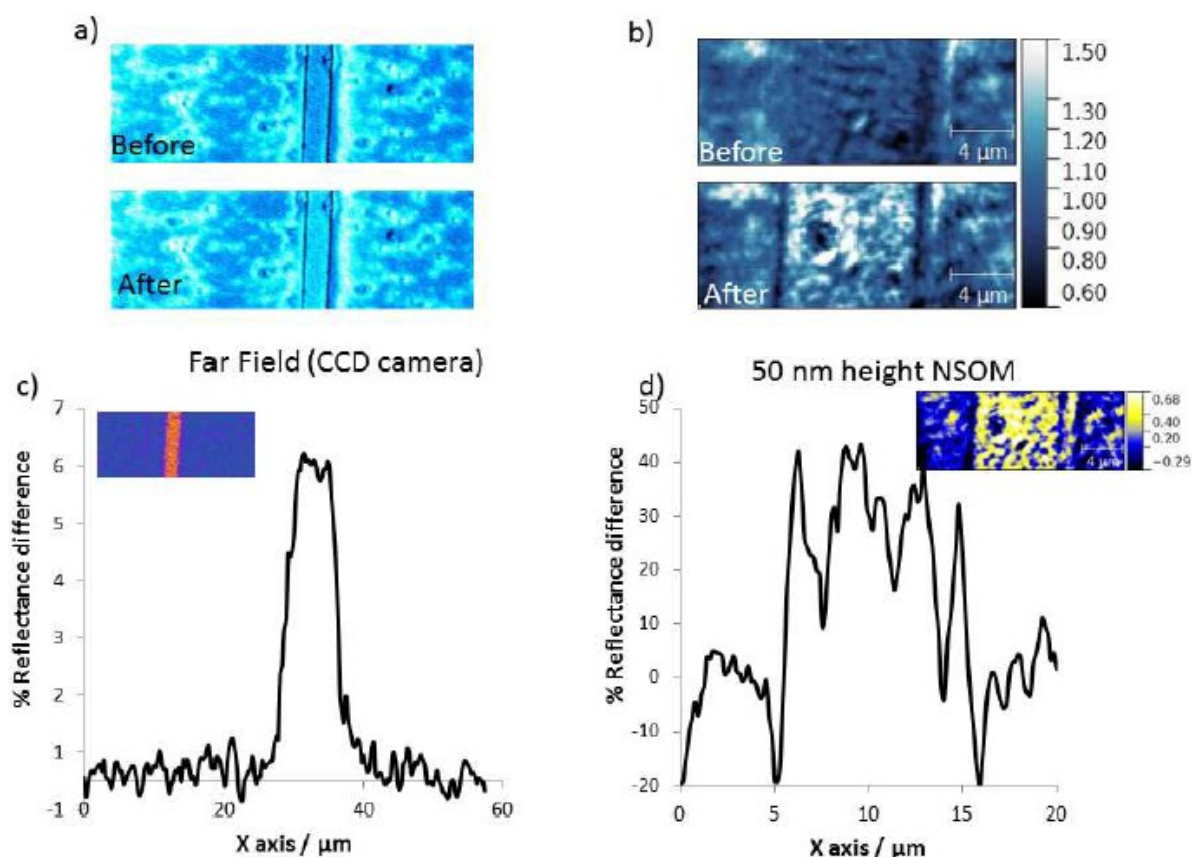 a)
Before
After
b)
Before
4 µm
After
4 µm
1.50
1.30
1.20
1.10
1.00
0.90
0.80
0.60
Far Field (CCD camera)
c)
% Reflectance difference
7
6
5
4
3
2
1
-1
0
20
40
60
X axis / µm
50 nm height NSOM
d)
% Reflectance difference
50
40
30
20
10
0
-10
-20
0
5
10
15
20
X axis / µm
4 µm
0.68
0.40
0.20
−0.29